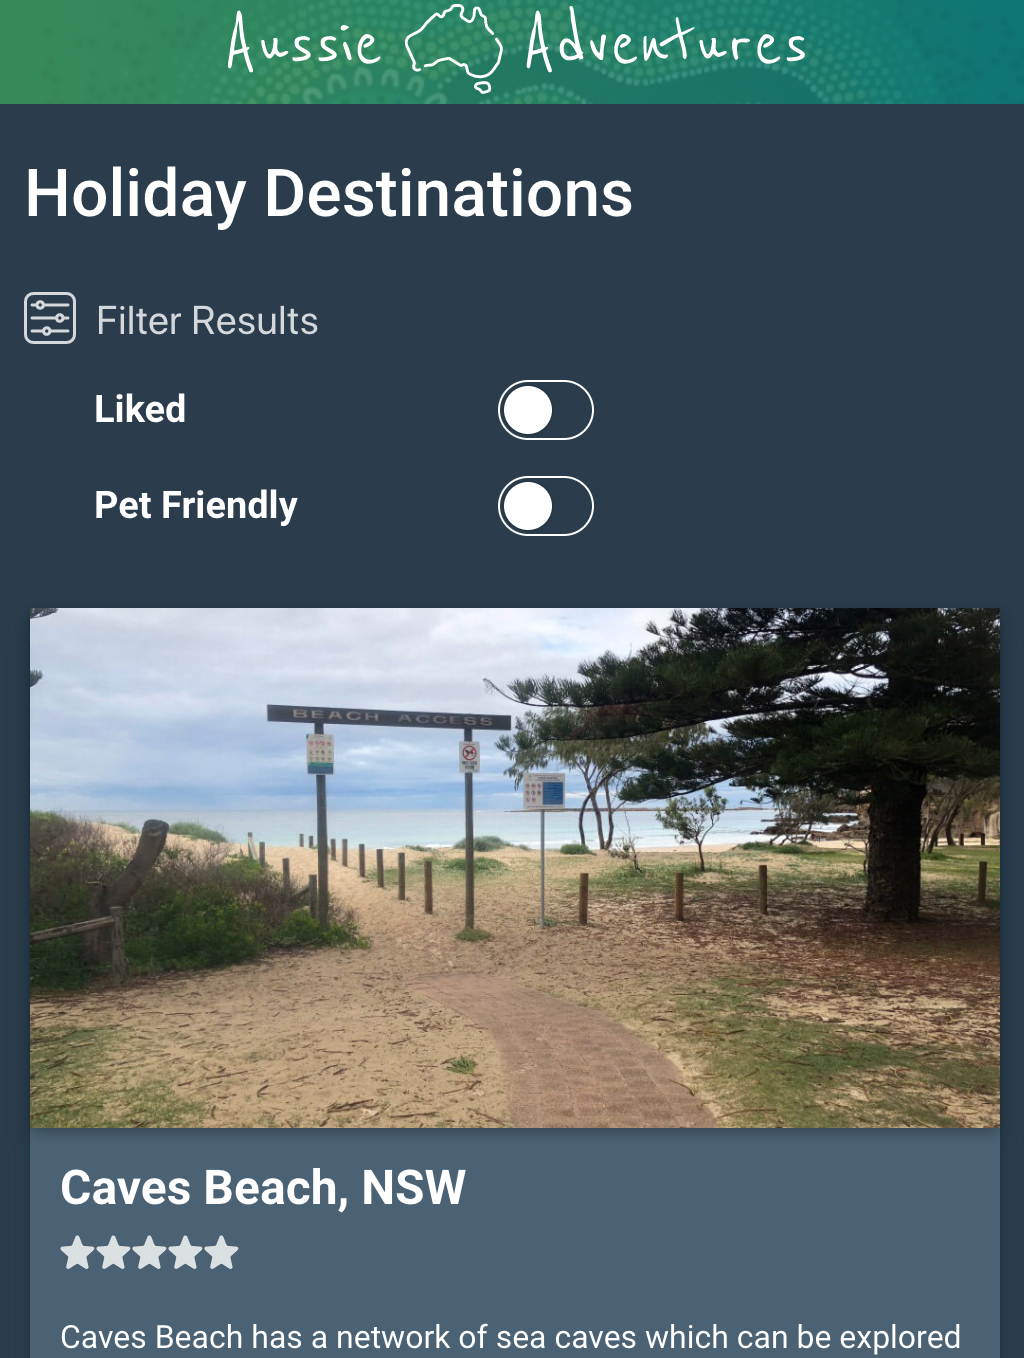 Aussie Adventures
Holiday Destinations
Filter Results
Liked
Pet Friendly
BEACH ACCESS
Caves Beach, NSW
Caves Beach has a network of sea caves which can be explored